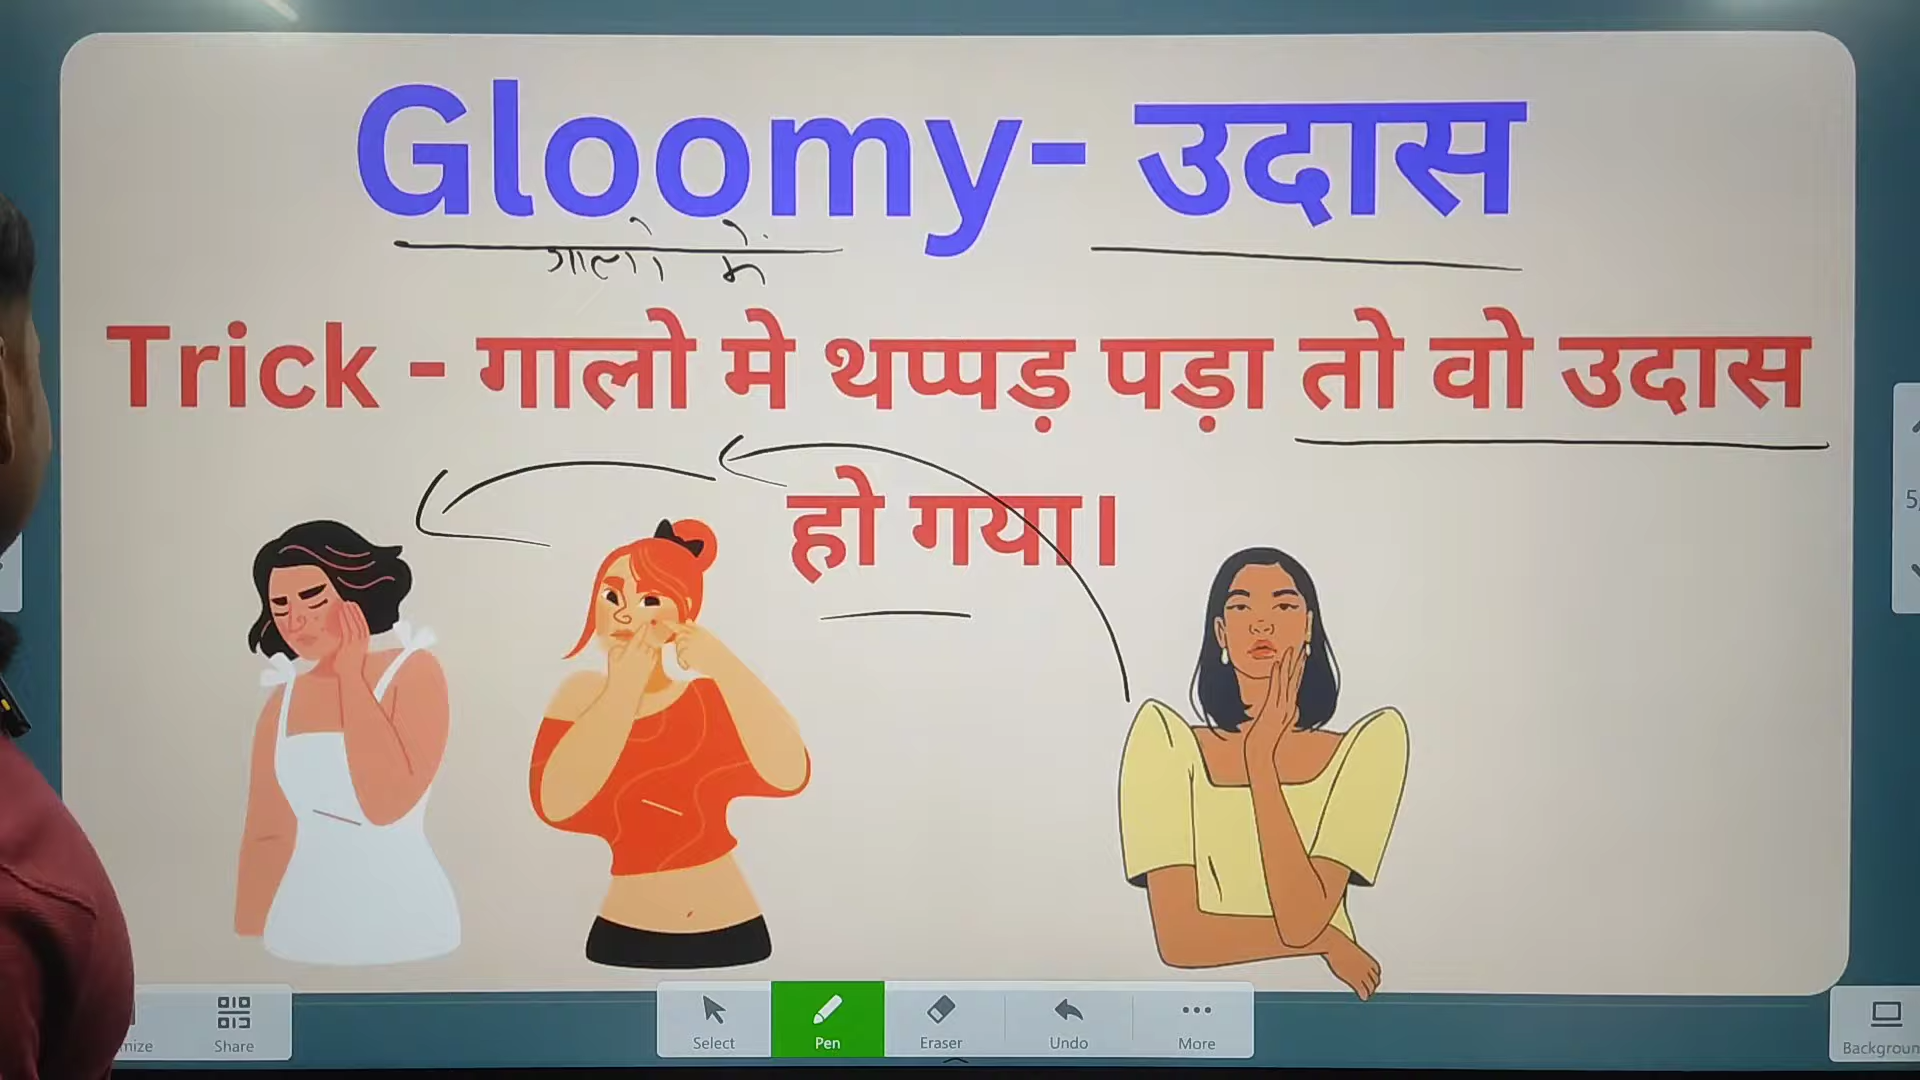 Gloomy- उदास
गालो में
Trick - गालो मे थप्पड़ पड़ा तो वो उदास
हो गया।
Share
Select
Pen
Eraser
Undo
More